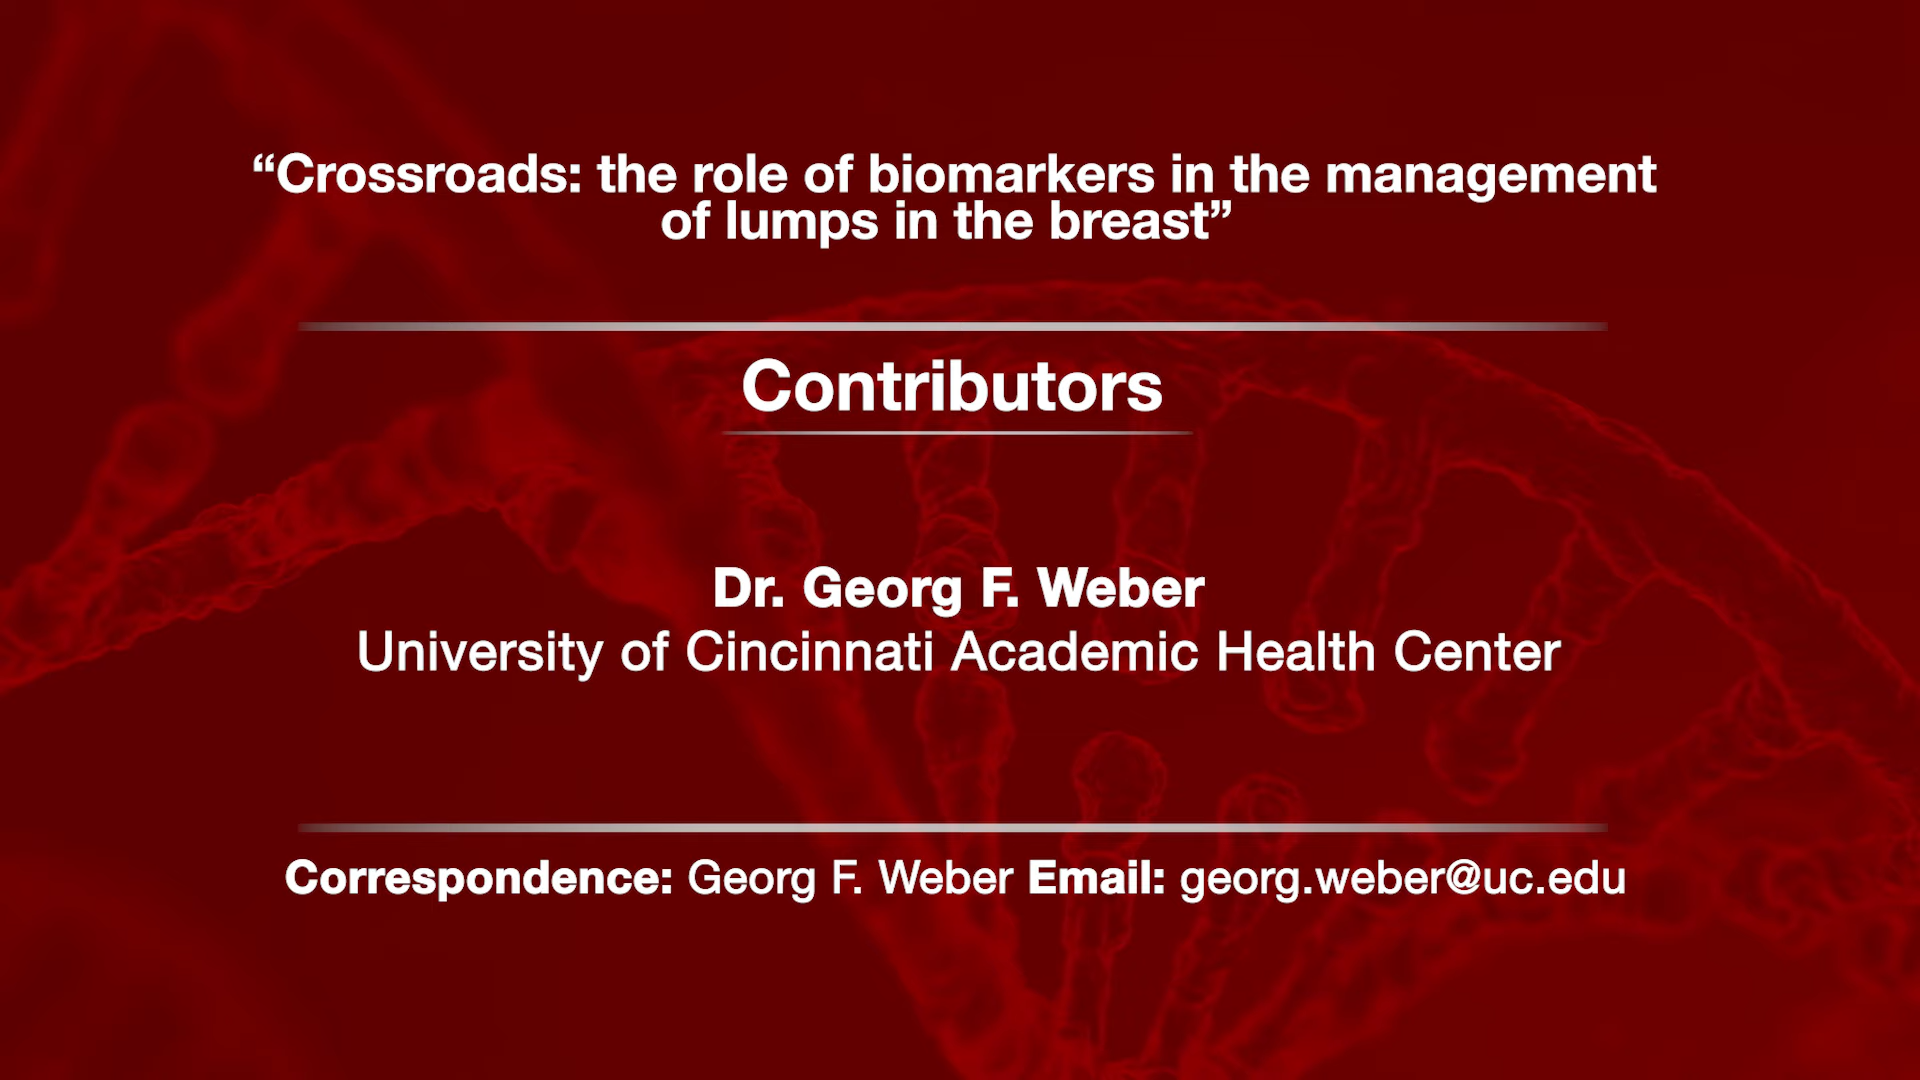 “Crossroads: the role of biomarkers in the management
of lumps in the breast”
Contributors
Dr. Georg F. Weber
University of Cincinnati Academic Health Center
Correspondence: Georg F. Weber Email: georg.weber@uc.edu